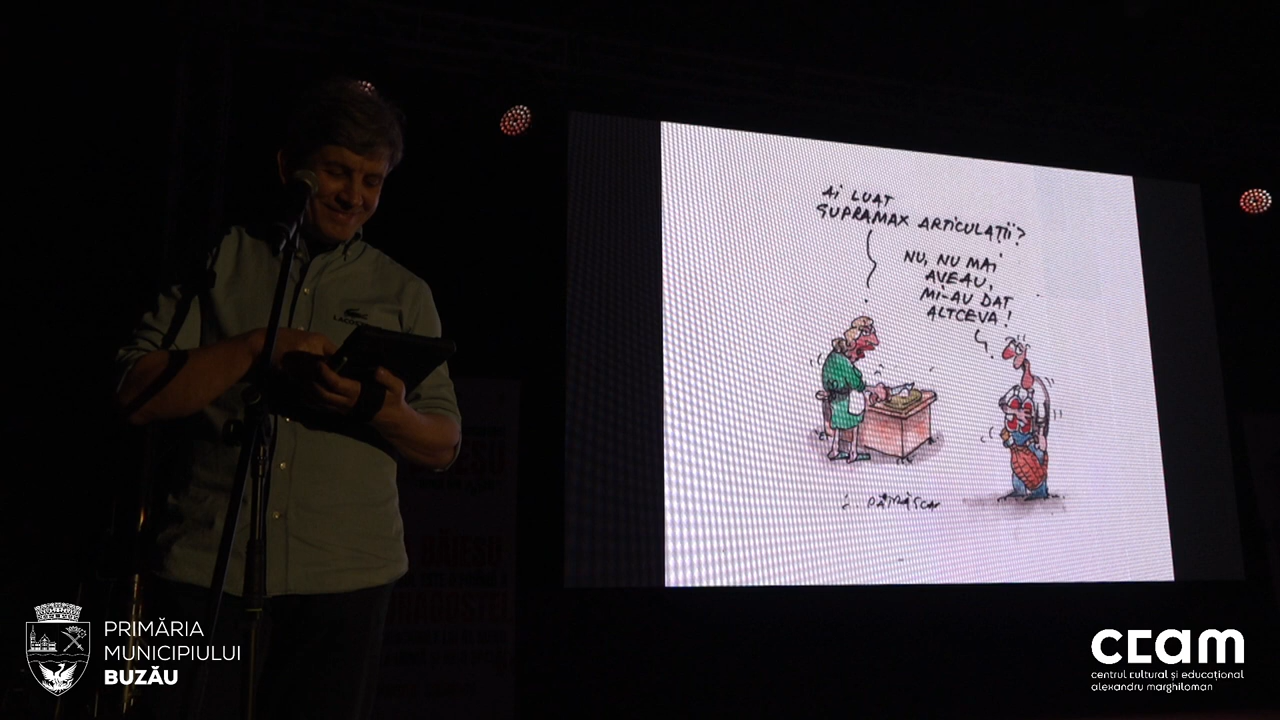 Ai LUAT
SUPRAMAX ARTiCULAȚii?
NU, NU MAi
AVEAU,
Mi-AU DAT
ALTCEVA!
PRIMĂRIA
MUNICIPIULUI
BUZĂU
CEAM
centrul cultural și educațional
alexandru marghiloman